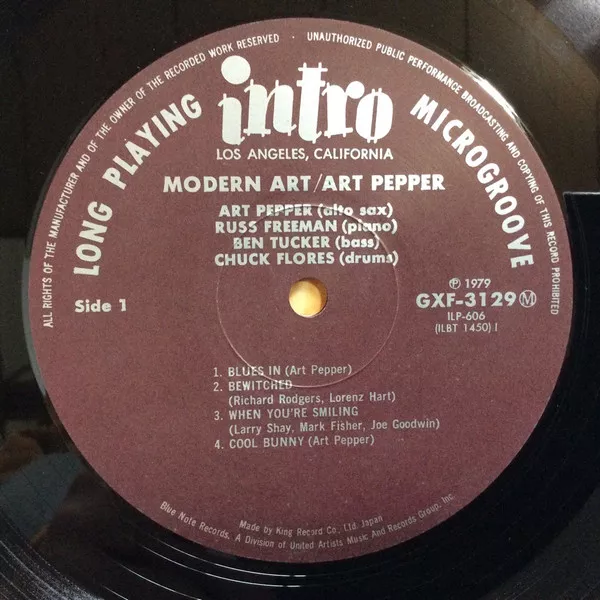 ALL RIGHTS OF THE MANUFACTURER AND OF THE OWNER OF THE RECORDED WORK RESERVED · UNAUTHORIZED PUBLIC PERFORMANCE BROADCASTING AND COPYING OF THIS RECORD PROHIBITED
LONG PLAYING
intro
MICROGROOVE
LOS ANGELES, CALIFORNIA
MODERN ART/ART PEPPER
ART PEPPER (alto sax)
RUSS FREEMAN (piano)
BEN TUCKER (bass)
CHUCK FLORES (drums)
Side 1
℗ 1979
GXF-3129 Ⓜ
ILP-606
(ILBT 1450) I
1. BLUES IN (Art Pepper)
2. BEWITCHED
(Richard Rodgers, Lorenz Hart)
3. WHEN YOU'RE SMILING
(Larry Shay, Mark Fisher, Joe Goodwin)
4. COOL BUNNY (Art Pepper)
Made by King Record Co., Ltd. Japan
Blue Note Records, A Division of United Artists Music And Records Group, Inc.